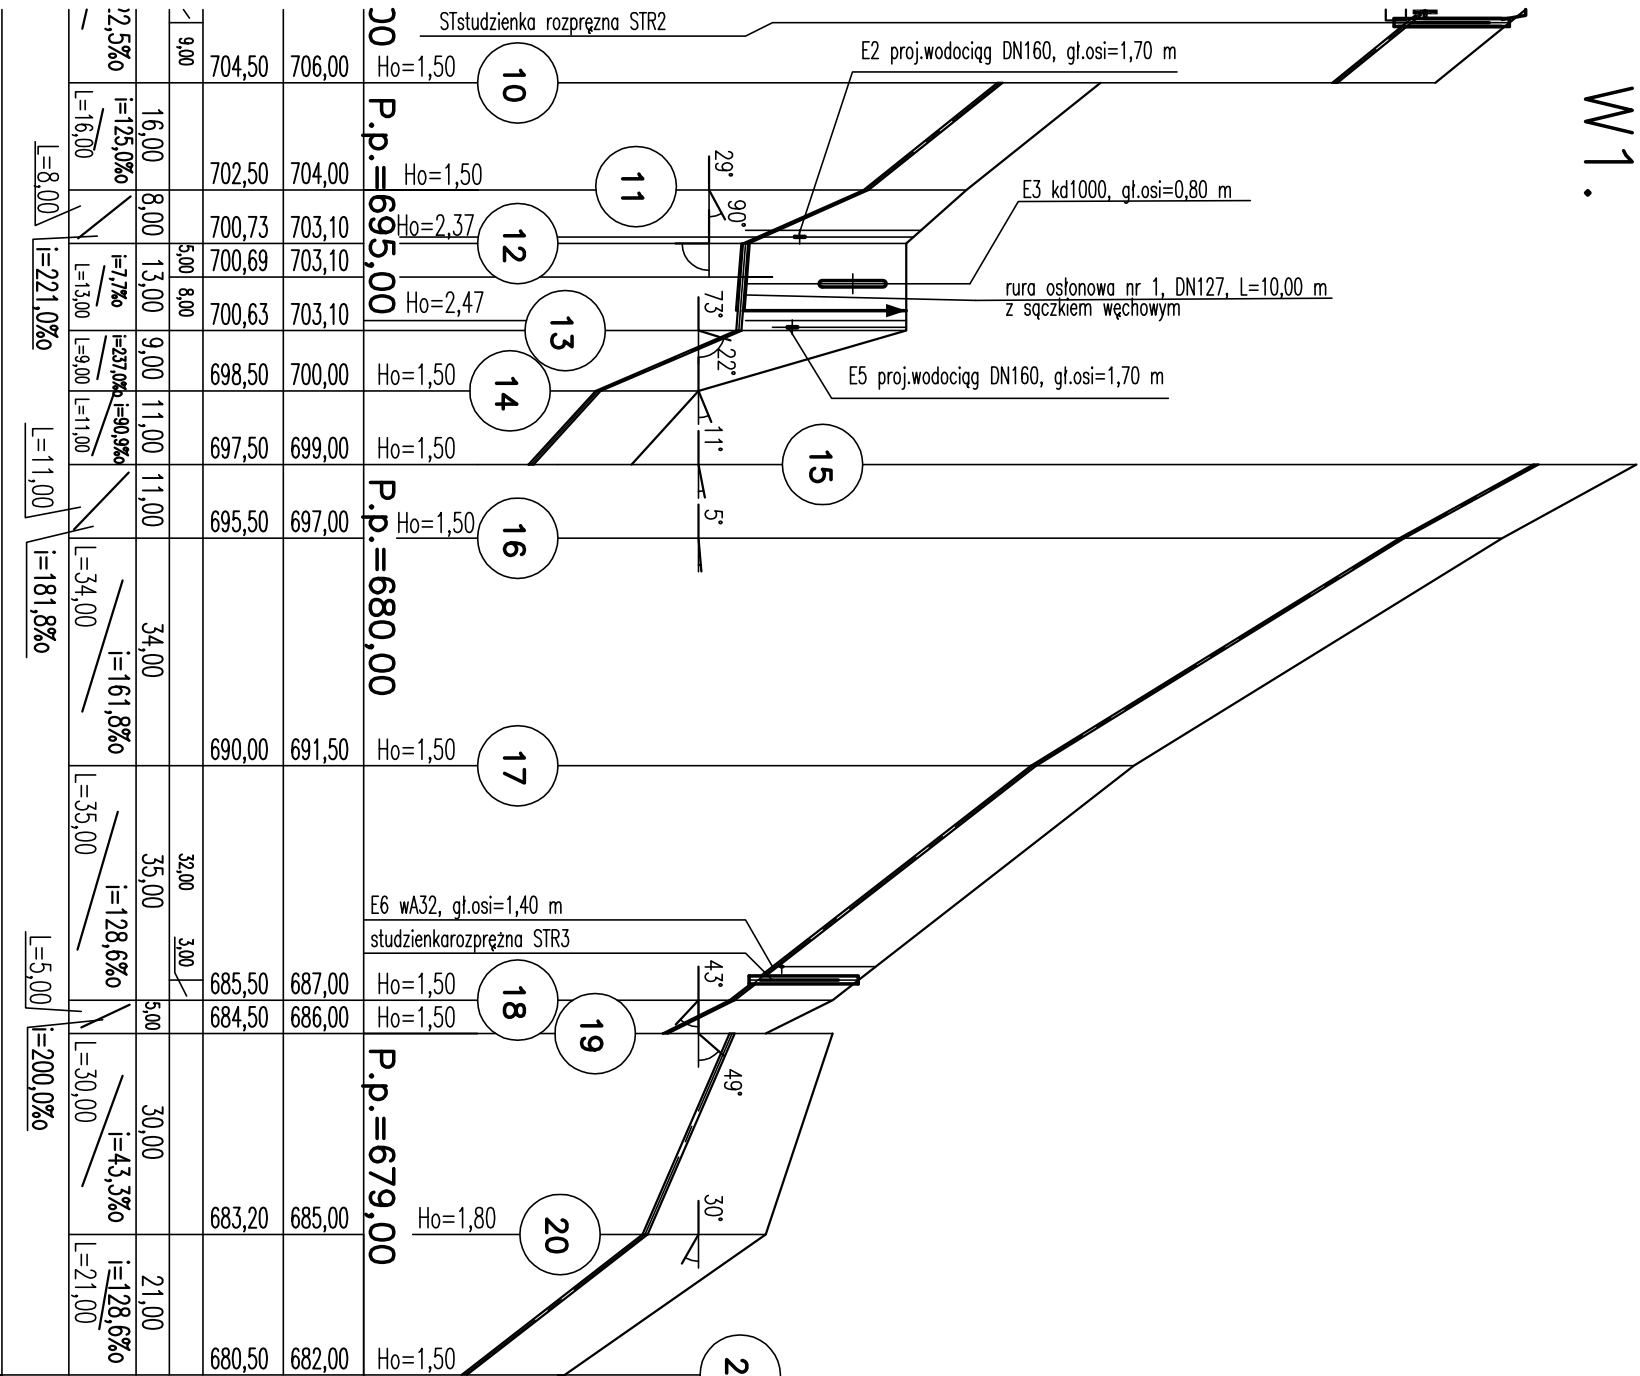 W1.
STstudzienka rozprężna STR2
E2 proj.wodociąg DN160, gł.osi=1,70 m
E3 kd1000, gł.osi=0,80 m
rura osłonowa nr 1, DN127, L=10,00 m
z sączkiem węchowym
E5 proj.wodociąg DN160, gł.osi=1,70 m
E6 wA32, gł.osi=1,40 m
studzienkarozprężna STR3
10
11
12
13
14
15
16
17
18
19
20
2
29°
90°
73°
22°
11°
5°
43°
49°
30°
P.p.=695,00
P.p.=680,00
P.p.=679,00
704,50 706,00 Ho=1,50
702,50 704,00 Ho=1,50
700,73 703,10 Ho=2,37
700,69 703,10
700,63 703,10 Ho=2,47
698,50 700,00 Ho=1,50
697,50 699,00 Ho=1,50
695,50 697,00 Ho=1,50
690,00 691,50 Ho=1,50
685,50 687,00 Ho=1,50
684,50 686,00 Ho=1,50
683,20 685,00 Ho=1,80
680,50 682,00 Ho=1,50
9,00
5,00 8,00
32,00 3,00
16,00 8,00 13,00 9,00 11,00 11,00 34,00 35,00 5,00 30,00 21,00
2,5‰
i=125,0‰
L=16,00
L=8,00
i=221,0‰
i=7,7‰
L=13,00
i=237,0‰
L=9,00
i=90,9‰
L=11,00
L=11,00
i=181,8‰
L=34,00
i=161,8‰
L=35,00
i=128,6‰
L=5,00
i=200,0‰
L=30,00
i=43,3‰
L=21,00
i=128,6‰